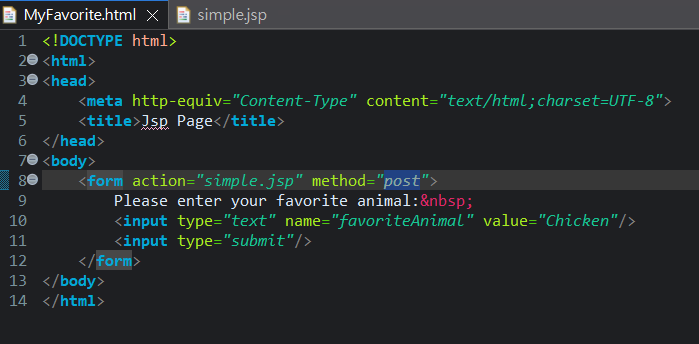 MyFavorite.html simple.jsp
1 <!DOCTYPE html>
2 <html>
3 <head>
4     <meta http-equiv="Content-Type" content="text/html;charset=UTF-8">
5     <title>Jsp Page</title>
6 </head>
7 <body>
8     <form action="simple.jsp" method="post">
9         Please enter your favorite animal:&nbsp;
10         <input type="text" name="favoriteAnimal" value="Chicken"/>
11         <input type="submit"/>
12     </form>
13 </body>
14 </html>